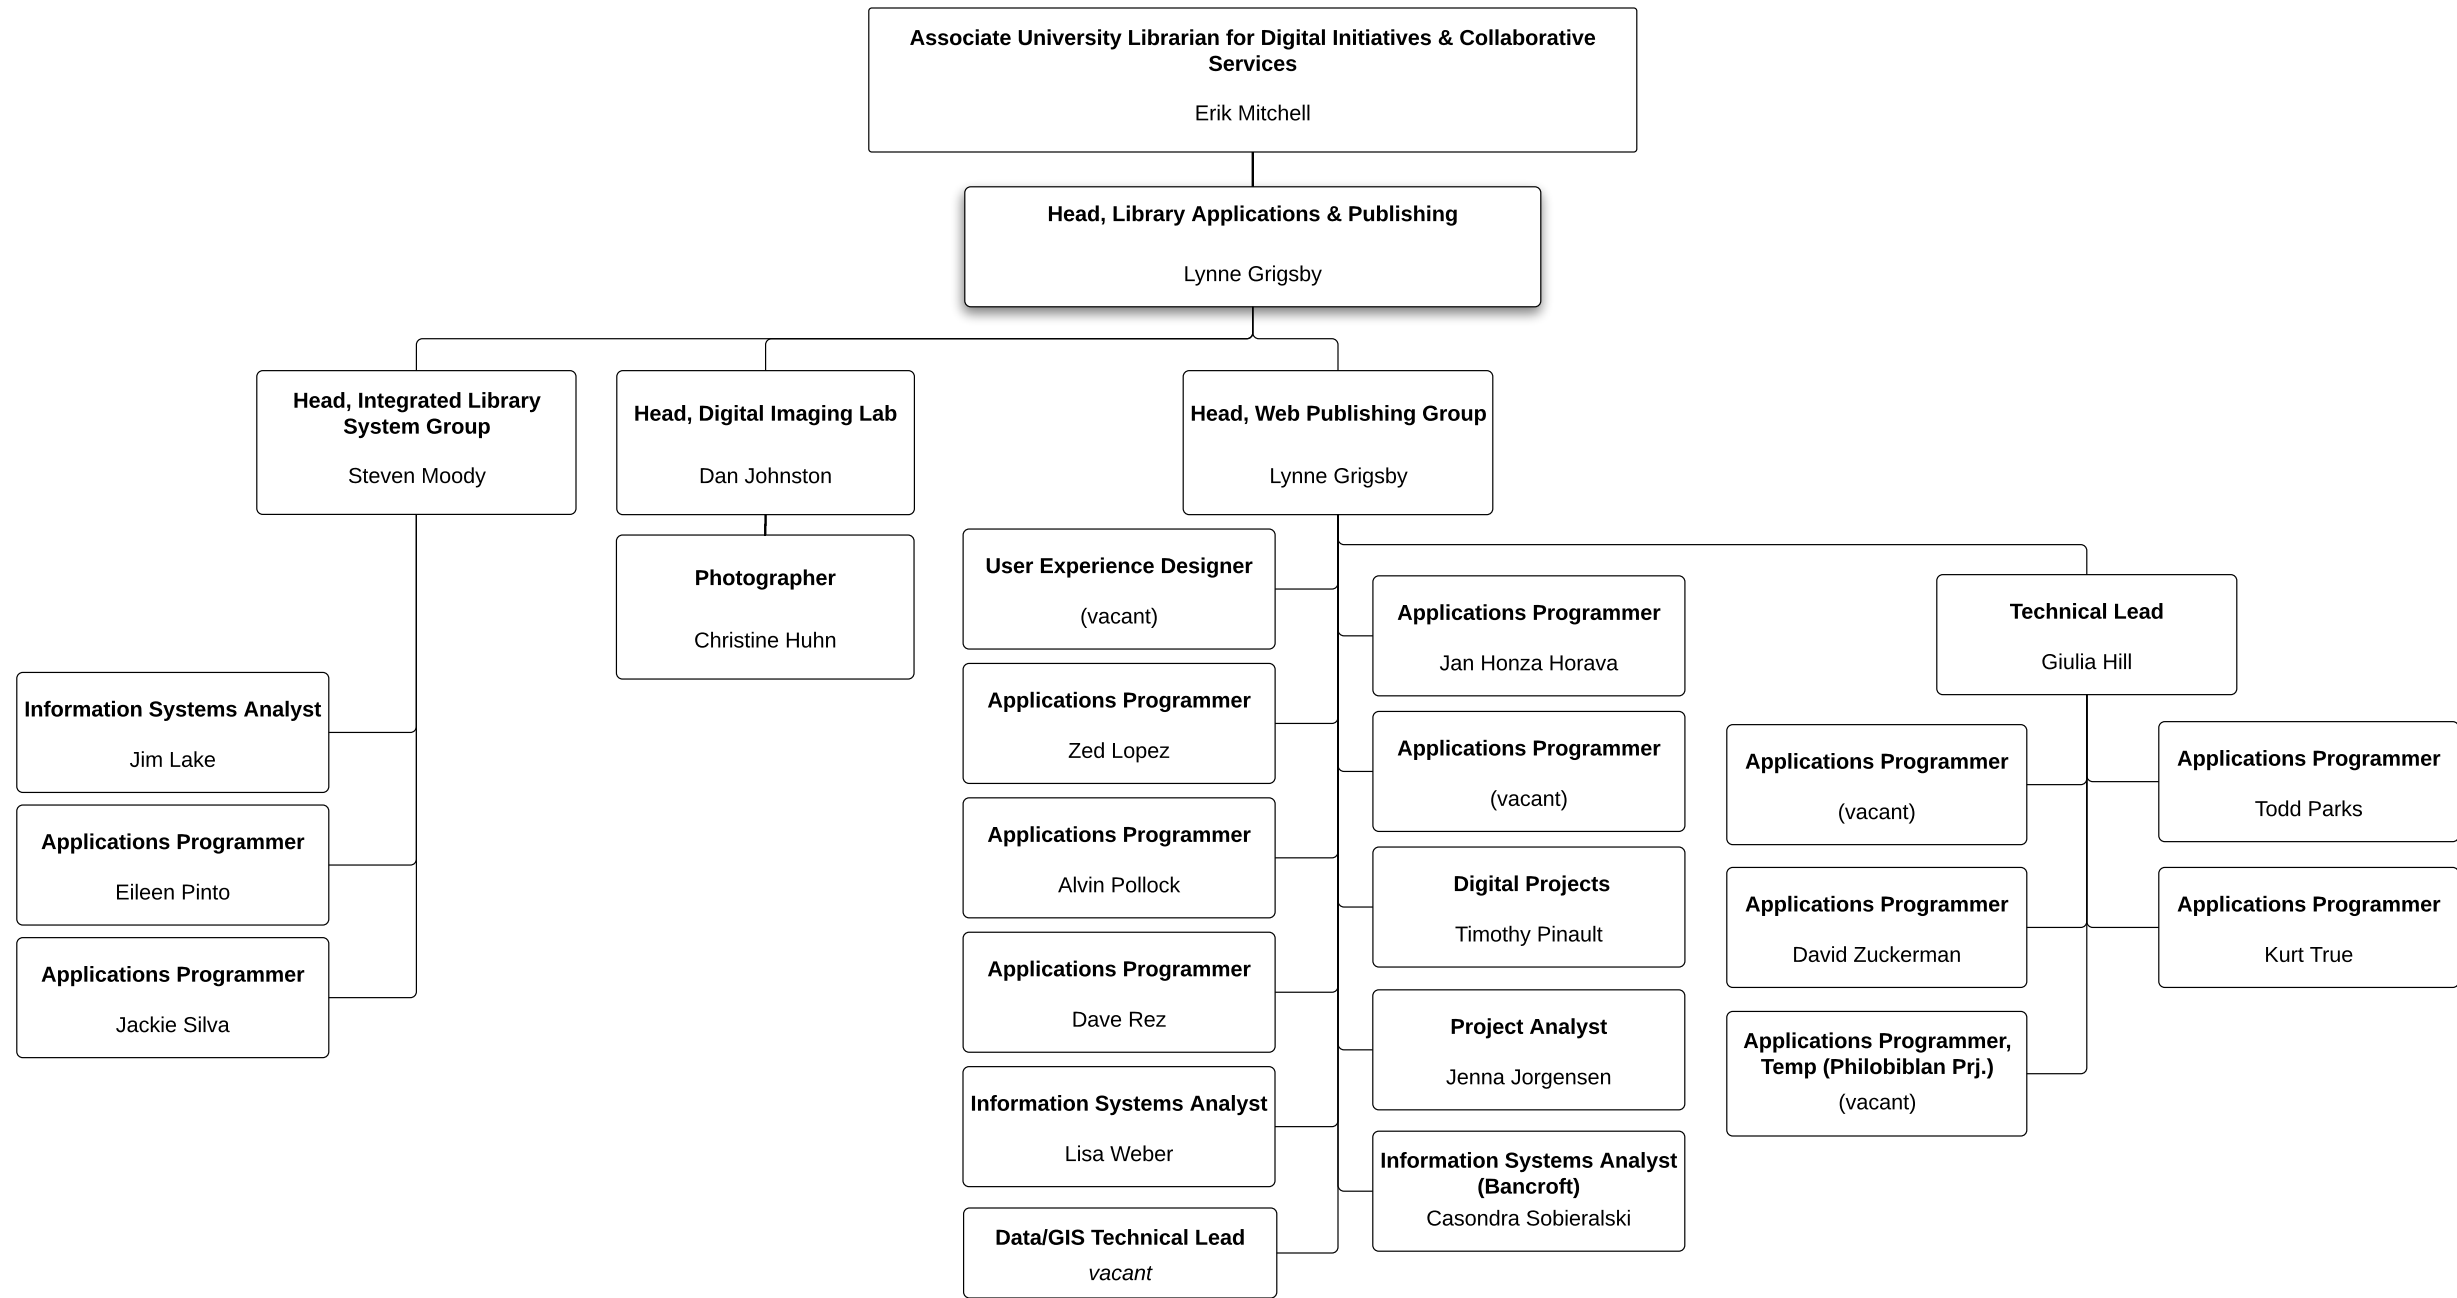 Associate University Librarian for Digital Initiatives & Collaborative
Services
Erik Mitchell
Head, Library Applications & Publishing
Lynne Grigsby
Head, Integrated Library
System Group
Steven Moody
Head, Digital Imaging Lab
Dan Johnston
Head, Web Publishing Group
Lynne Grigsby
Information Systems Analyst
Jim Lake
Applications Programmer
Eileen Pinto
Applications Programmer
Jackie Silva
Photographer
Christine Huhn
User Experience Designer
(vacant)
Applications Programmer
Zed Lopez
Applications Programmer
Alvin Pollock
Applications Programmer
Dave Rez
Information Systems Analyst
Lisa Weber
Data/GIS Technical Lead
vacant
Applications Programmer
Jan Honza Horava
Applications Programmer
(vacant)
Digital Projects
Timothy Pinault
Project Analyst
Jenna Jorgensen
Information Systems Analyst
(Bancroft)
Casondra Sobieralski
Technical Lead
Giulia Hill
Applications Programmer
(vacant)
Applications Programmer
David Zuckerman
Applications Programmer,
Temp (Philobiblan Prj.)
(vacant)
Applications Programmer
Todd Parks
Applications Programmer
Kurt True